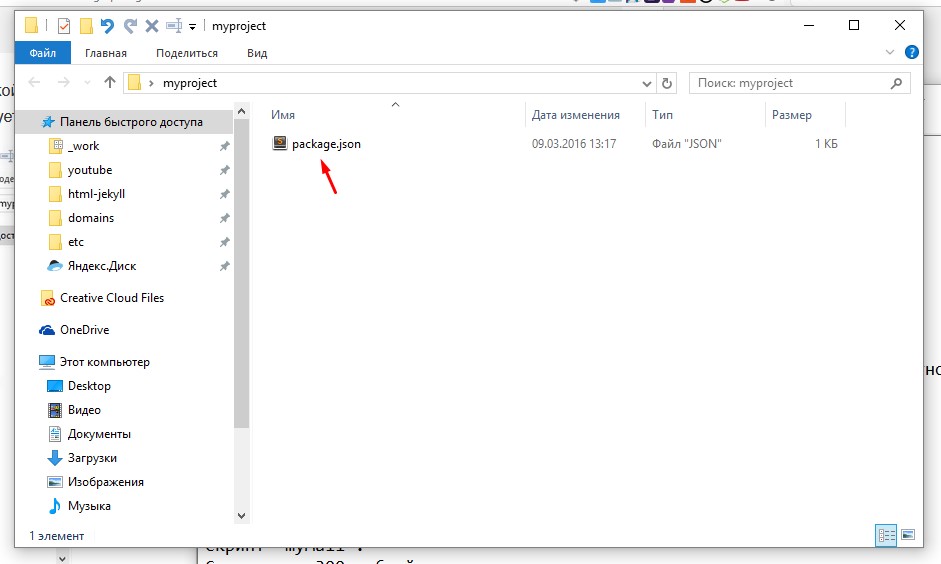 myproject
Файл Главная Поделиться Вид
myproject Поиск: myproject
Имя Дата изменения Тип Размер
Панель быстрого доступа
package.json 09.03.2016 13:17 Файл "JSON" 1 КБ
_work
youtube
html-jekyll
domains
etc
Яндекс.Диск
Creative Cloud Files
OneDrive
Этот компьютер
Desktop
Видео
Документы
Загрузки
Изображения
Музыка
1 элемент